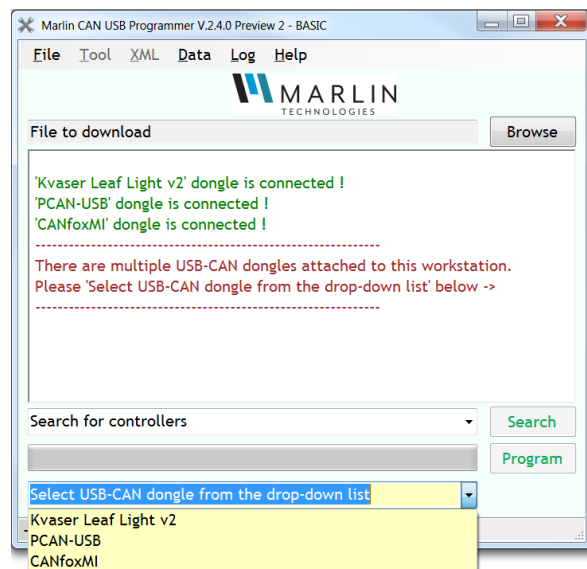 Marlin CAN USB Programmer V.2.4.0 Preview 2 - BASIC
File Tool XML Data Log Help
MARLIN
TECHNOLOGIES
File to download Browse
'Kvaser Leaf Light v2' dongle is connected !
'PCAN-USB' dongle is connected !
'CANfoxMI' dongle is connected !
------------------------------------------------------------
There are multiple USB-CAN dongles attached to this workstation.
Please 'Select USB-CAN dongle from the drop-down list' below ->
------------------------------------------------------------
Search for controllers Search
Program
Select USB-CAN dongle from the drop-down list
Kvaser Leaf Light v2
PCAN-USB
CANfoxMI